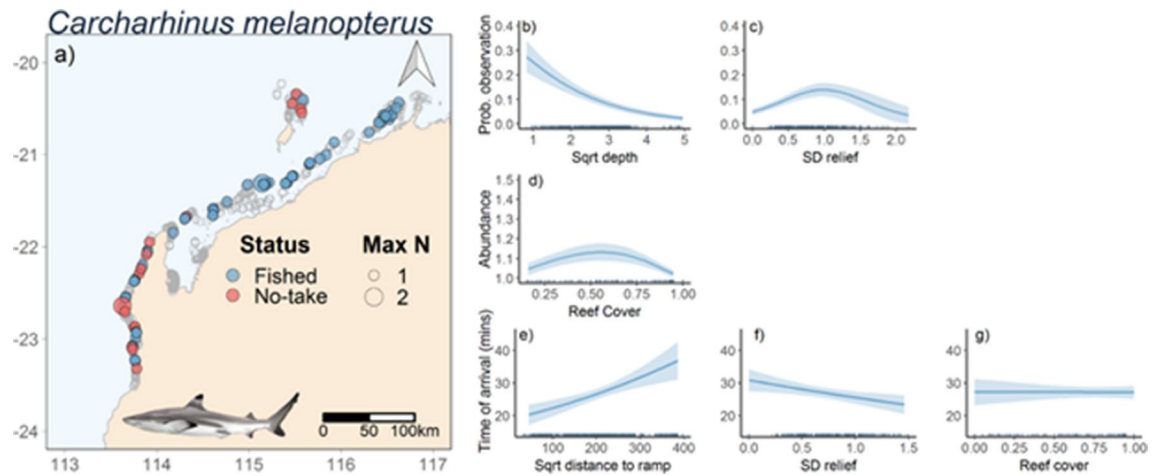 Carcharhinus melanopterus
a)
-20
-21
-22
-23
-24
113 114 115 116 117
Status
Fished
No-take
Max N
1
2
0 50 100km
b)
Prob. observation
0.4
0.3
0.2
0.1
0.0
1 2 3 4 5
Sqrt depth
c)
0.4
0.3
0.2
0.1
0.0
0.0 0.5 1.0 1.5 2.0
SD relief
d)
Abundance
1.5
1.4
1.3
1.2
1.1
1.0
0.25 0.50 0.75 1.00
Reef Cover
e)
Time of arrival (mins)
40
30
20
100 200 300 400
Sqrt distance to ramp
f)
40
30
20
0.0 0.5 1.0 1.5
SD relief
g)
40
30
20
0.00 0.25 0.50 0.75 1.00
Reef cover